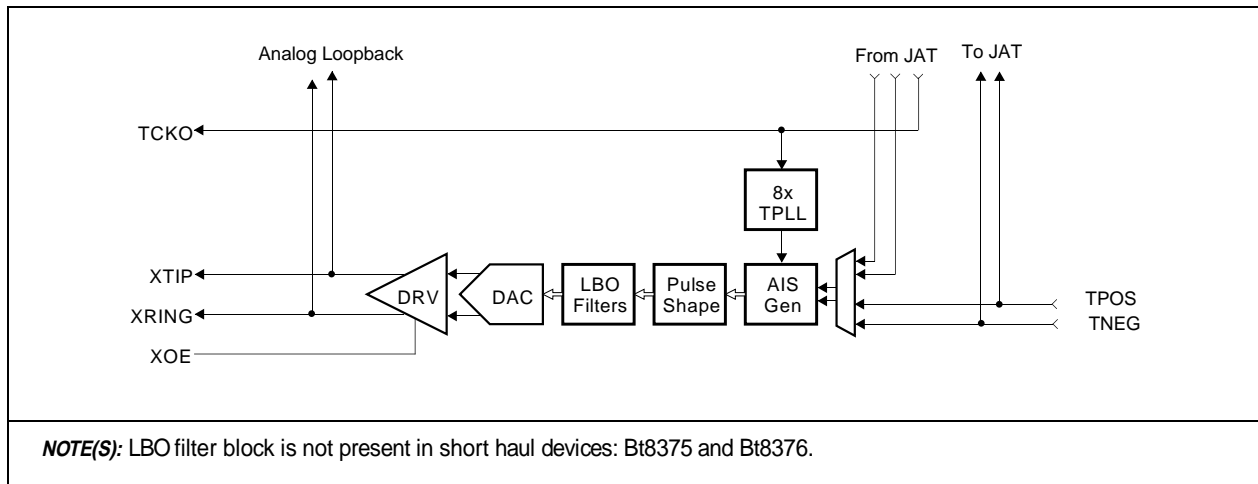 Analog Loopback
From JAT
To JAT
TCKO
8x
TPLL
XTIP
XRING
XOE
DRV
DAC
LBO
Filters
Pulse
Shape
AIS
Gen
TPOS
TNEG
NOTE(S): LBO filter block is not present in short haul devices: Bt8375 and Bt8376.